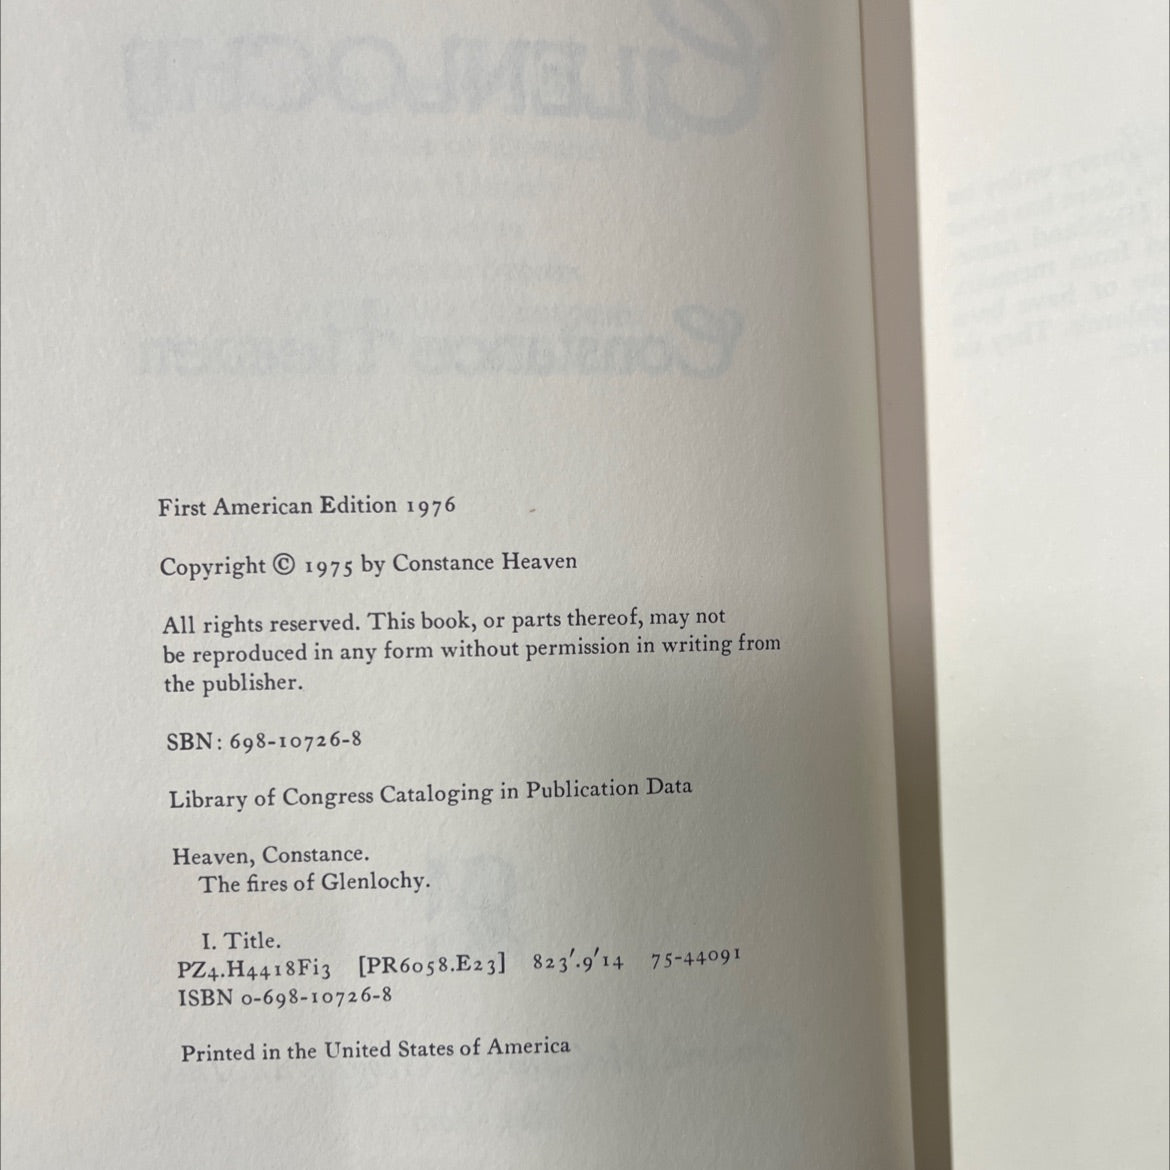 First American Edition 1976
Copyright © 1975 by Constance Heaven
All rights reserved. This book, or parts thereof, may not
be reproduced in any form without permission in writing from
the publisher.
SBN: 698-10726-8
Library of Congress Cataloging in Publication Data
Heaven, Constance.
The fires of Glenlochy.
I. Title.
PZ4.H4418Fi3 [PR6058.E23] 823′.9′14 75-44091
ISBN 0-698-10726-8
Printed in the United States of America